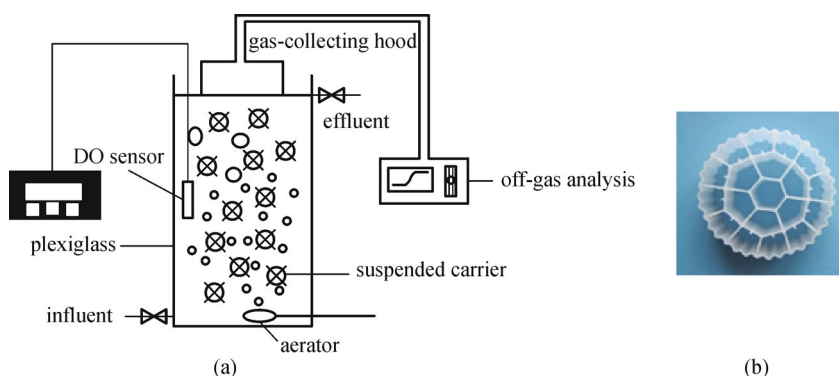 gas-collecting hood
effluent
DO sensor
off-gas analysis
plexiglass
suspended carrier
influent
aerator
(a)
(b)